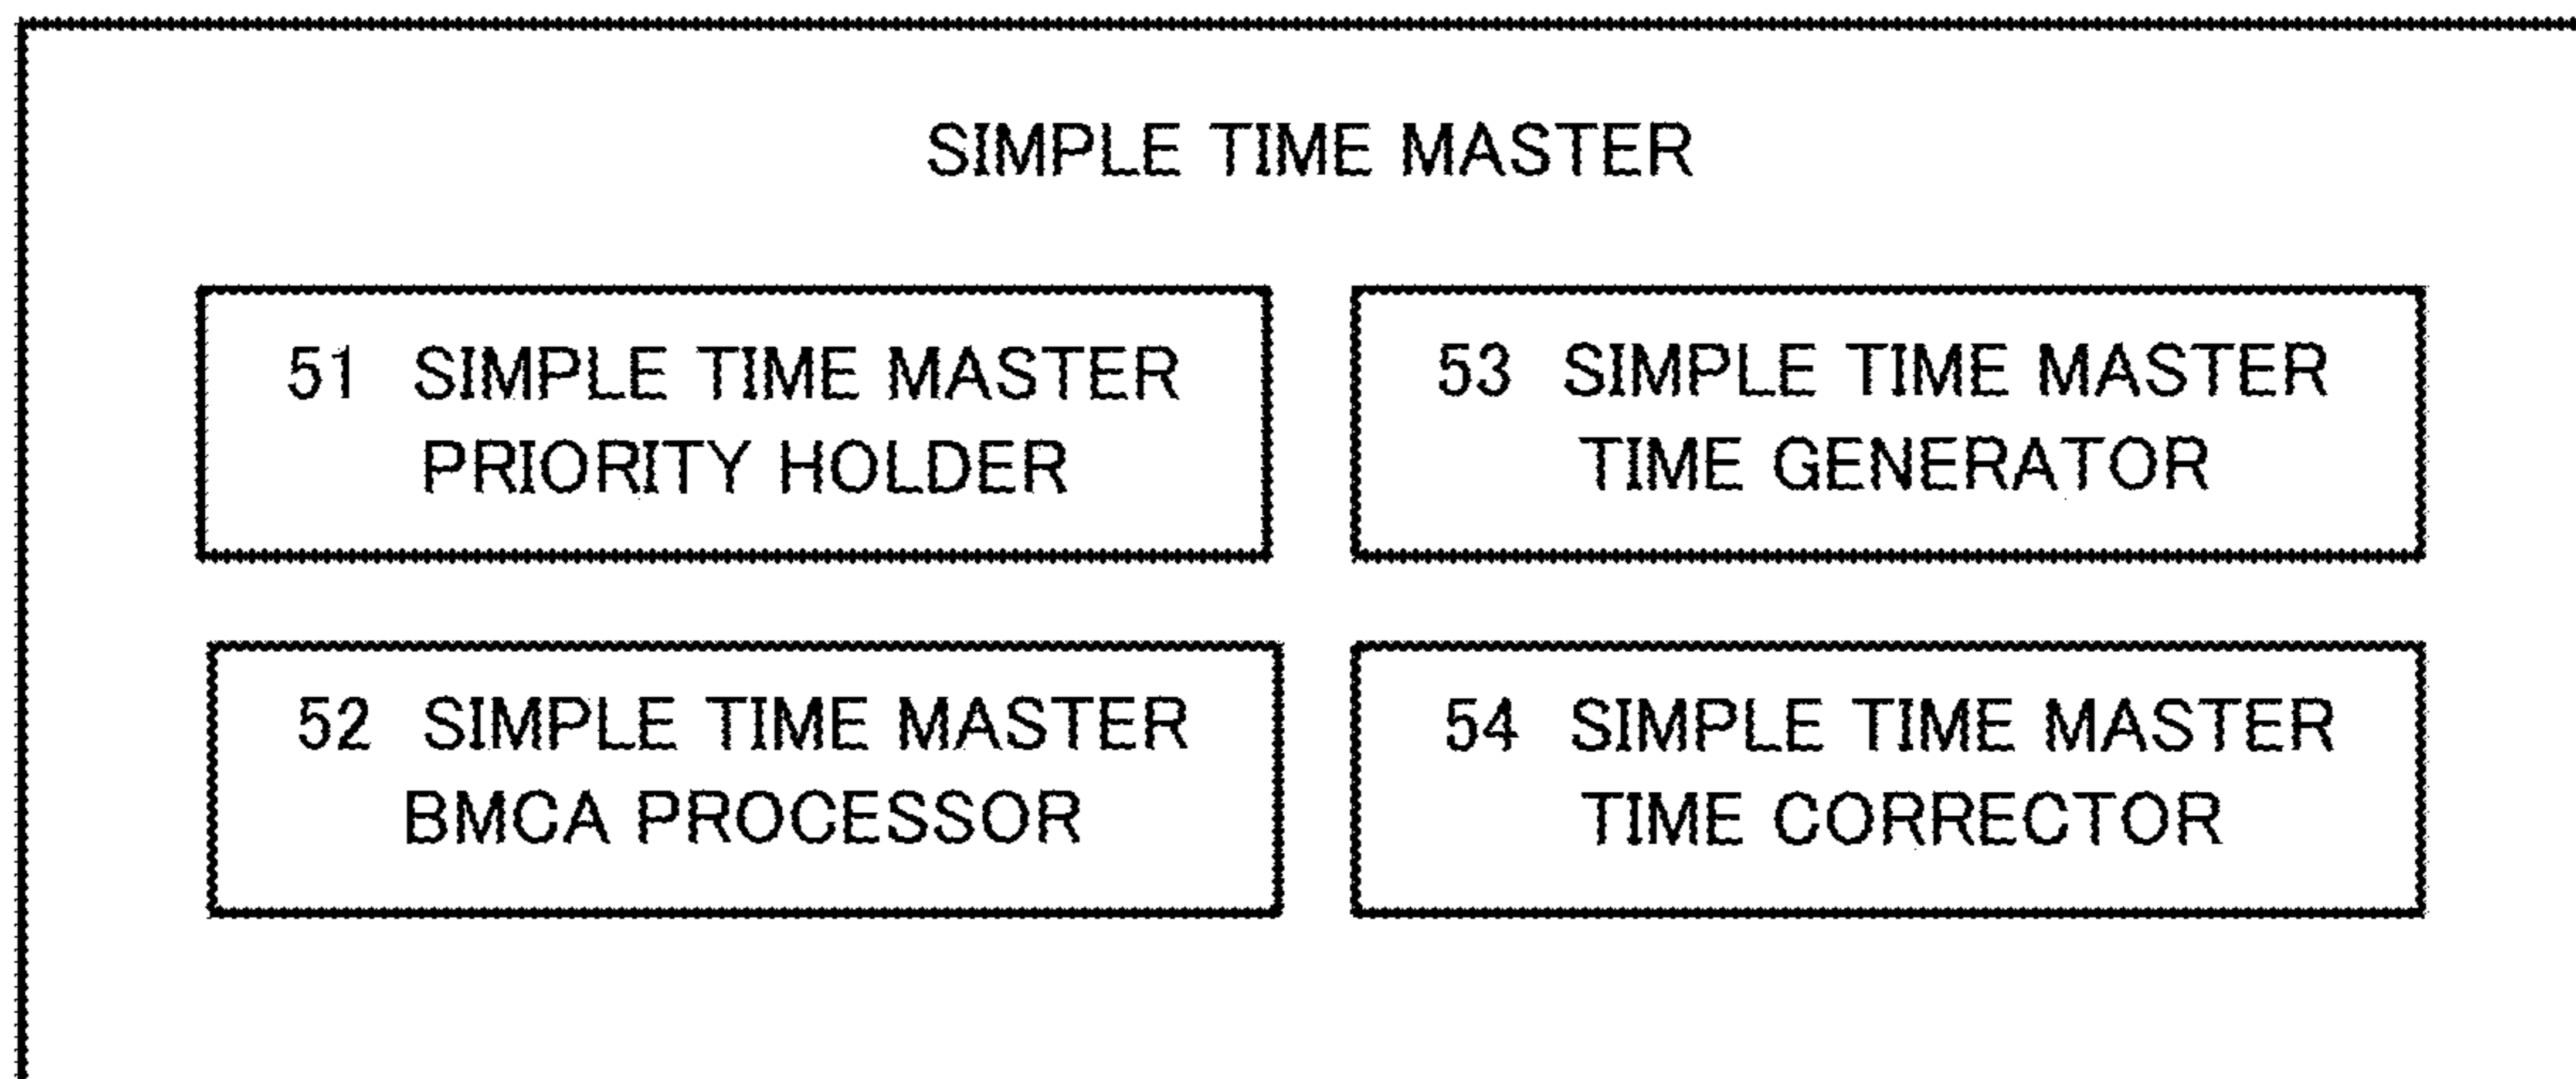 SIMPLE TIME MASTER
51 SIMPLE TIME MASTER
PRIORITY HOLDER
53 SIMPLE TIME MASTER
TIME GENERATOR
52 SIMPLE TIME MASTER
BMCA PROCESSOR
54 SIMPLE TIME MASTER
TIME CORRECTOR